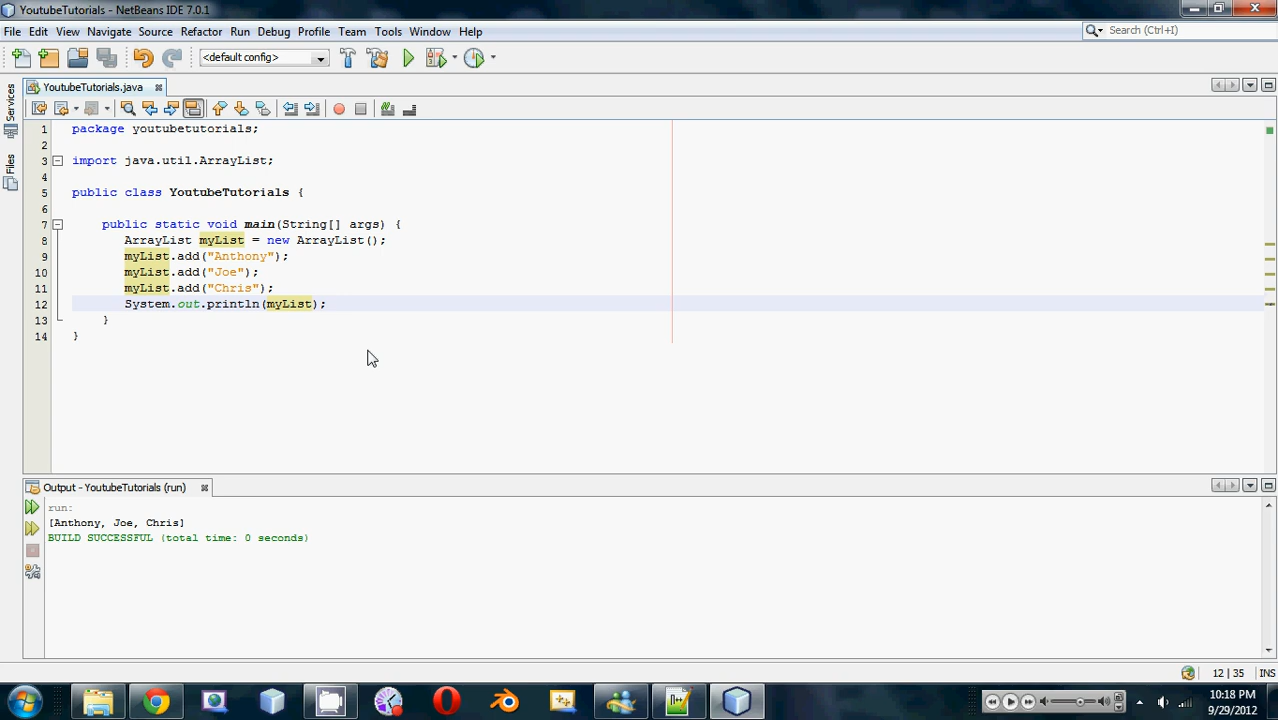 YoutubeTutorials - NetBeans IDE 7.0.1
File Edit View Navigate Source Refactor Run Debug Profile Team Tools Window Help
Search (Ctrl+I)
<default config>
YoutubeTutorials.java
Services
Files
1 package youtubetutorials;
2
3 import java.util.ArrayList;
4
5 public class YoutubeTutorials {
6
7 public static void main(String[] args) {
8 ArrayList myList = new ArrayList();
9 myList.add("Anthony");
10 myList.add("Joe");
11 myList.add("Chris");
12 System.out.println(myList);
13 }
14 }
Output - YoutubeTutorials (run)
run:
[Anthony, Joe, Chris]
BUILD SUCCESSFUL (total time: 0 seconds)
12 | 35 INS
10:18 PM
9/29/2012